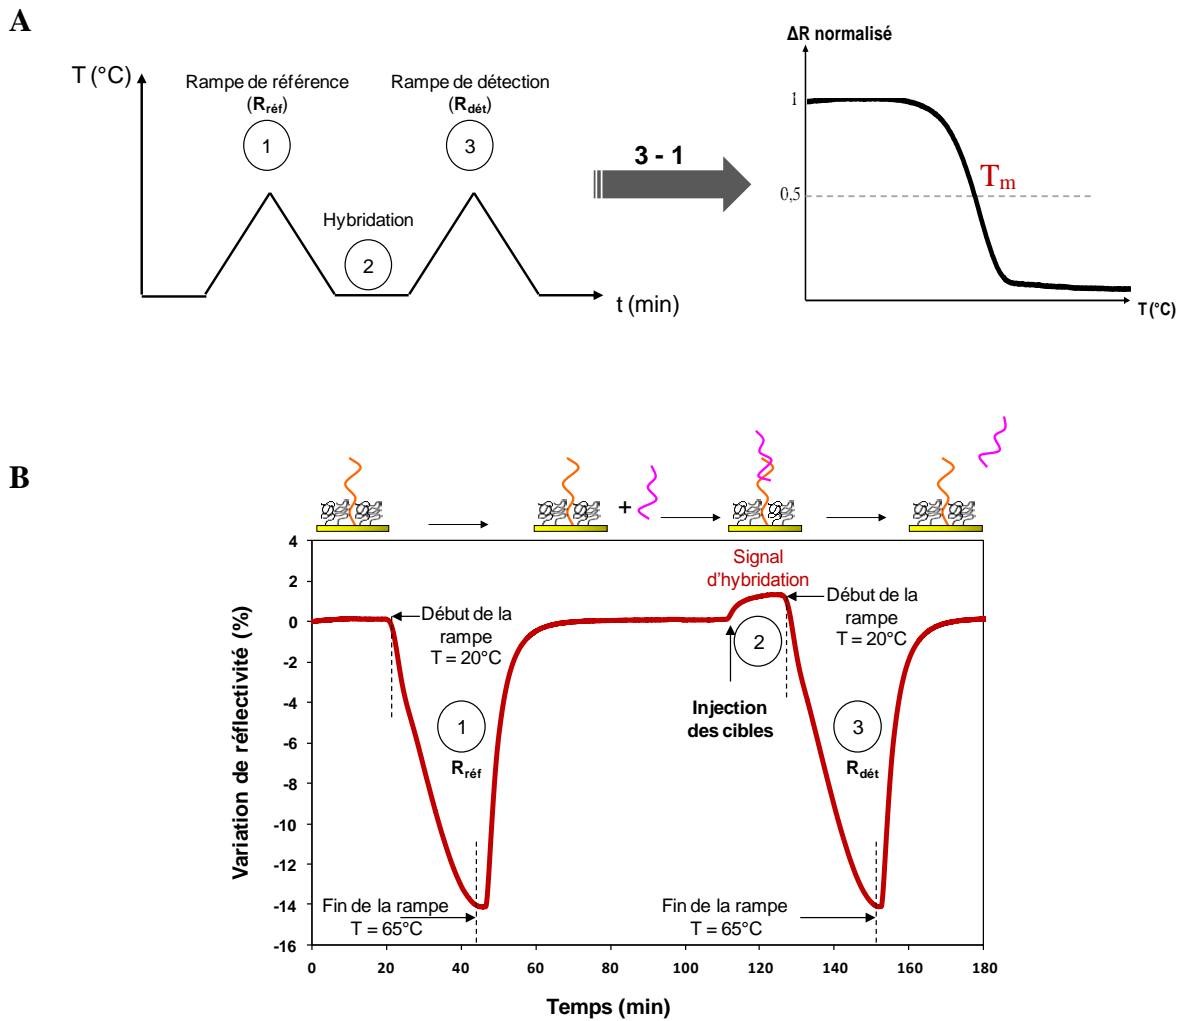 A
T (°C)
Rampe de référence
(Rréf)
1
Rampe de détection
(Rdét)
3
Hybridation
2
t (min)
3 - 1
ΔR normalisé
1
0,5
Tm
T (°C)
B
+
Variation de réflectivité (%)
4
2
0
-2
-4
-6
-8
-10
-12
-14
-16
Début de la
rampe
T = 20°C
1
Rréf
Fin de la rampe
T = 65°C
Signal
d'hybridation
2
Injection
des cibles
Début de la
rampe
T = 20°C
3
Rdét
Fin de la rampe
T = 65°C
0
20
40
60
80
100
120
140
160
180
Temps (min)